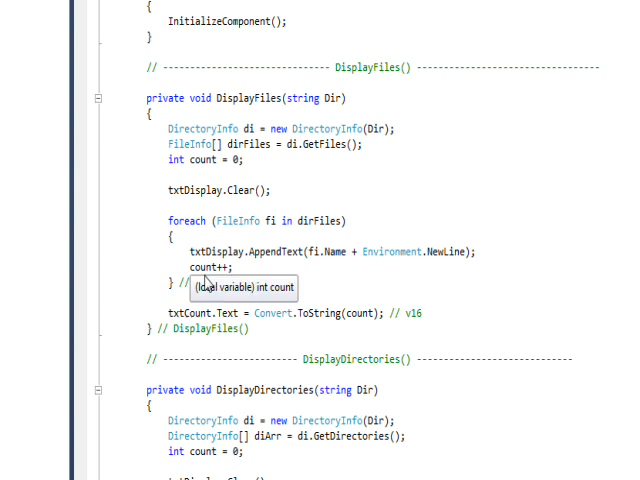 {
InitializeComponent();
}
// ------------------------------- DisplayFiles() ----------------------------------
private void DisplayFiles(string Dir)
{
DirectoryInfo di = new DirectoryInfo(Dir);
FileInfo[] dirFiles = di.GetFiles();
int count = 0;
txtDisplay.Clear();
foreach (FileInfo fi in dirFiles)
{
txtDisplay.AppendText(fi.Name + Environment.NewLine);
count++;
} //
(local variable) int count
txtCount.Text = Convert.ToString(count); // v16
} // DisplayFiles()
// ------------------------- DisplayDirectories() -----------------------------
private void DisplayDirectories(string Dir)
{
DirectoryInfo di = new DirectoryInfo(Dir);
DirectoryInfo[] diArr = di.GetDirectories();
int count = 0;